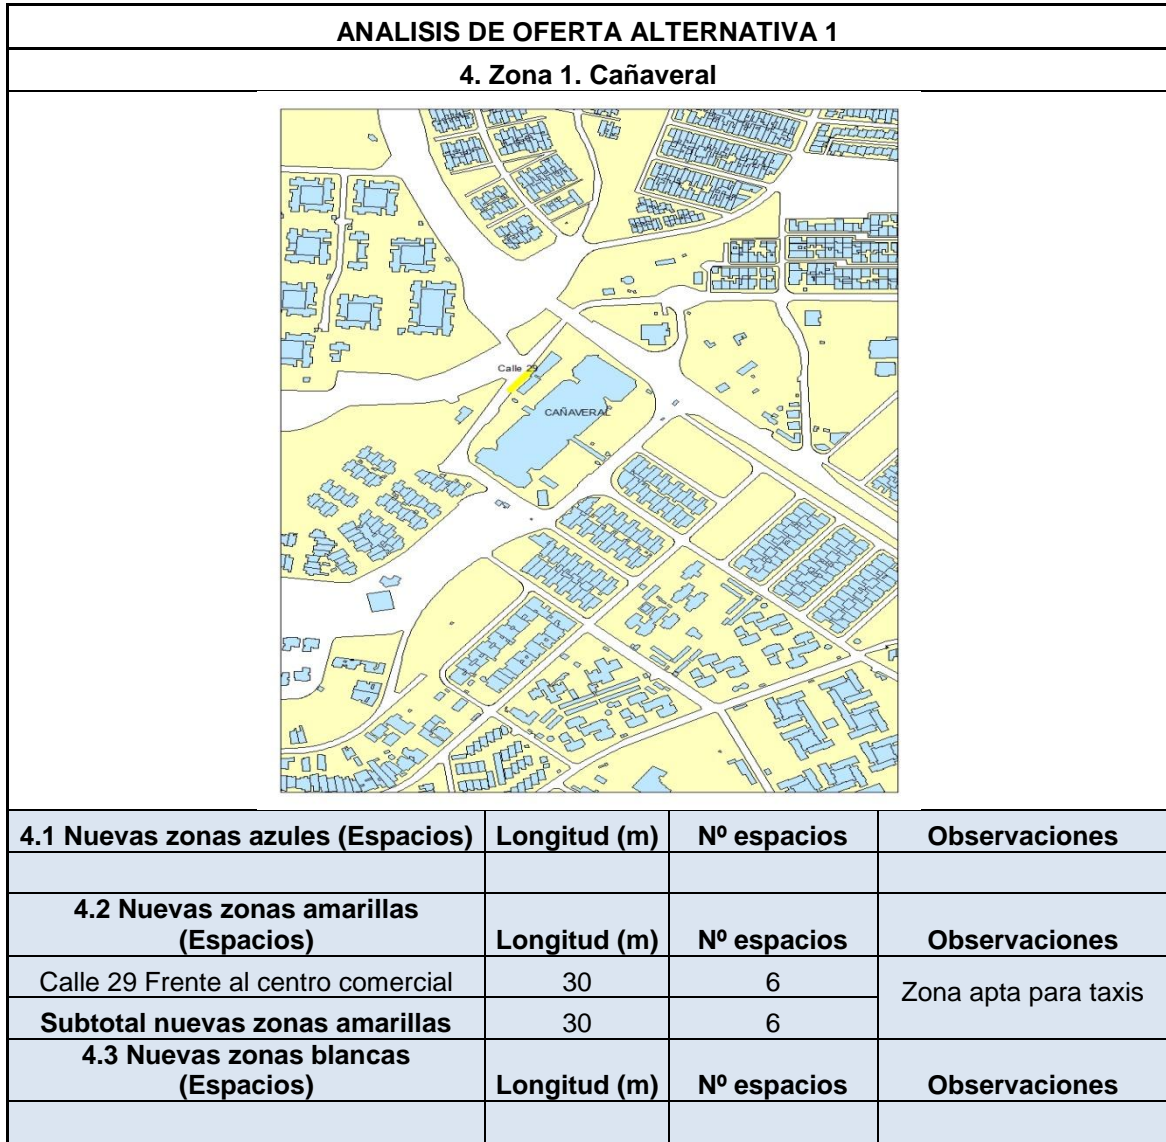 ANALISIS DE OFERTA ALTERNATIVA 1
4. Zona 1. Cañaveral
Calle 29
CAÑAVERAL
4.1 Nuevas zonas azules (Espacios) Longitud (m) Nº espacios Observaciones
4.2 Nuevas zonas amarillas
(Espacios) Longitud (m) Nº espacios Observaciones
Calle 29 Frente al centro comercial 30 6 Zona apta para taxis
Subtotal nuevas zonas amarillas 30 6
4.3 Nuevas zonas blancas
(Espacios) Longitud (m) Nº espacios Observaciones